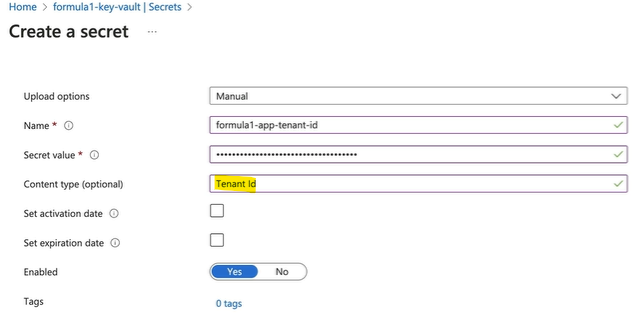 Home > formula1-key-vault | Secrets >
Create a secret ...
Upload options Manual
Name * formula1-app-tenant-id
Secret value * ••••••••••••••••••••••••••••••••••••
Content type (optional) Tenant Id
Set activation date
Set expiration date
Enabled Yes No
Tags 0 tags